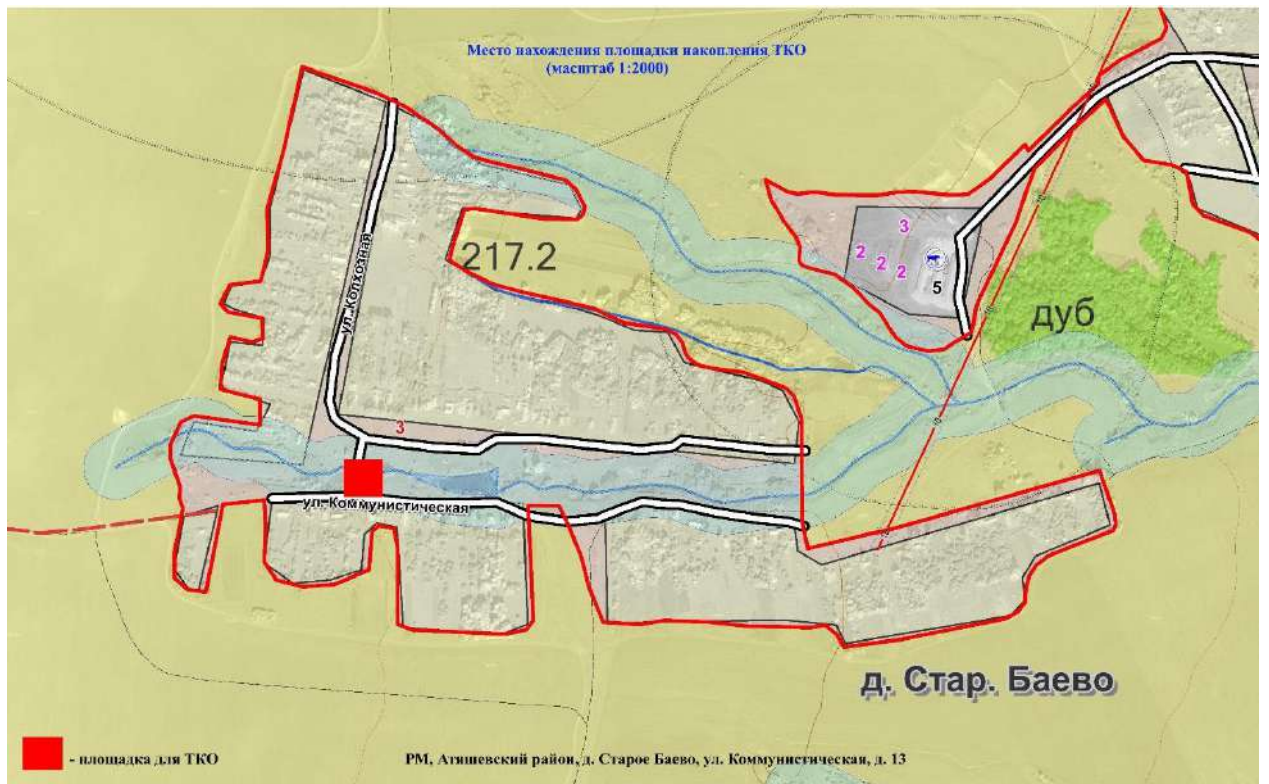 Место нахождения площадки накопления ТКО
(масштаб 1:2000)
ул. Колхозная
217.2
3
2
2
2
5
дуб
3
ул. Коммунистическая
д. Стар. Баево
- площадка для ТКО
РМ, Атяшевский район, д. Старое Баево, ул. Коммунистическая, д. 13